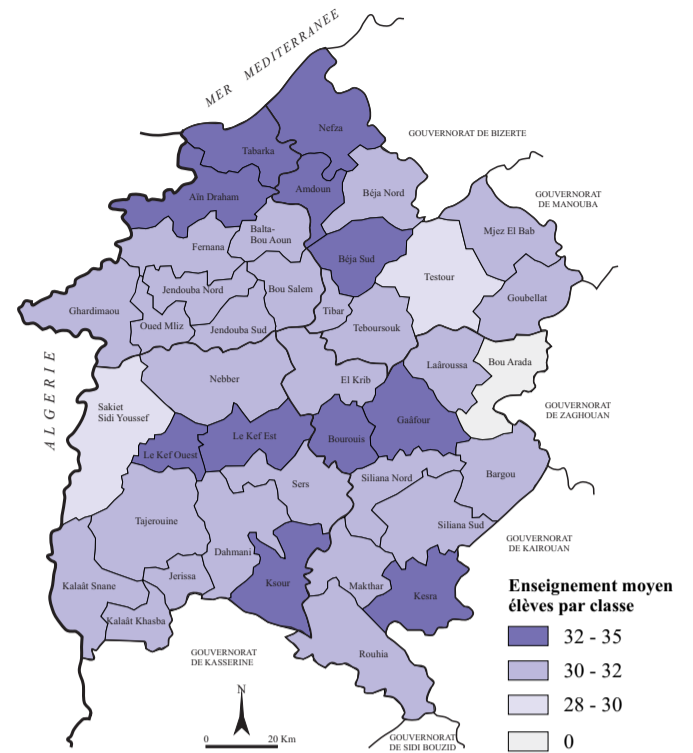 MER MEDITERRANEE
Nefza
GOUVERNORAT DE BIZERTE
Tabarka
Amdoun
Béja Nord
Aïn Draham
GOUVERNORAT
DE MANOUBA
Balta-
Bou Aoun
Fernana
Mjez El Bab
Béja Sud
Testour
Jendouba Nord
Bou Salem
Goubellat
Ghardimaou
Tibar
Oued Mliz
Jendouba Sud
Teboursouk
ALGERIE
Laâroussa
Bou Arada
Nebber
El Krib
Sakiet
Sidi Youssef
GOUVERNORAT
DE ZAGHOUAN
Gaâfour
Le Kef Est
Bourouis
Le Kef Ouest
Sers
Siliana Nord
Bargou
Tajerouine
Siliana Sud
GOUVERNORAT
DE KAIROUAN
Dahmani
Jerissa
Ksour
Makthar
Kesra
Kalaât Snane
Kalaât Khasba
Rouhia
GOUVERNORAT
DE KASSERINE
GOUVERNORAT
DE SIDI BOUZID
N
0 20 Km
Enseignement moyen
élèves par classe
32 - 35
30 - 32
28 - 30
0